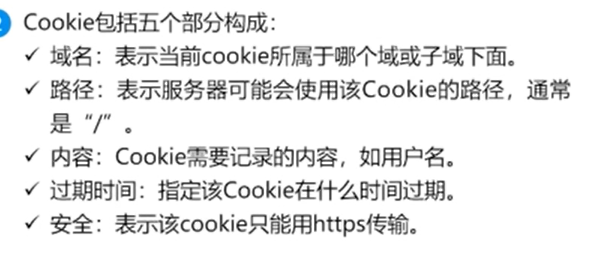 Cookie包括五个部分构成：
✓ 域名：表示当前cookie所属于哪个域或子域下面。
✓ 路径：表示服务器可能会使用该Cookie的路径，通常
是“/”。
✓ 内容：Cookie需要记录的内容，如用户名。
✓ 过期时间：指定该Cookie在什么时间过期。
✓ 安全：表示该cookie只能用https传输。